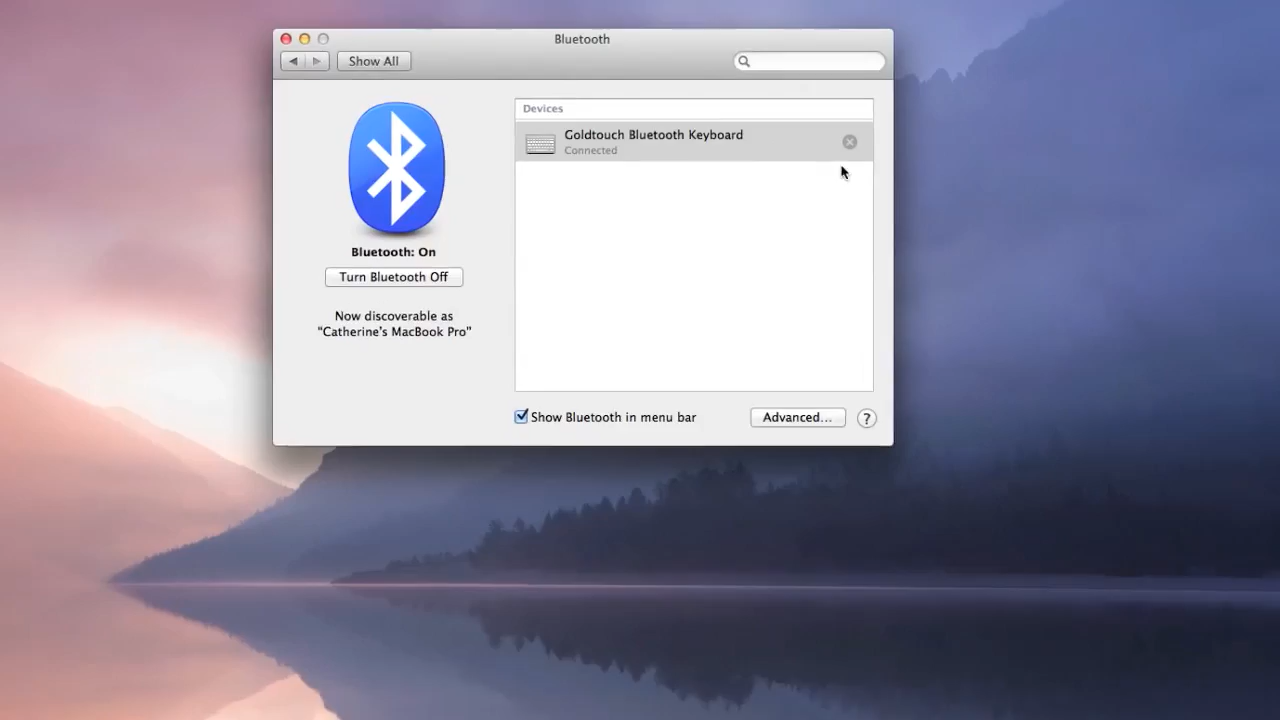 Bluetooth
Show All
Devices
Goldtouch Bluetooth Keyboard
Connected
Bluetooth: On
Turn Bluetooth Off
Now discoverable as
“Catherine’s MacBook Pro”
Show Bluetooth in menu bar
Advanced...
?